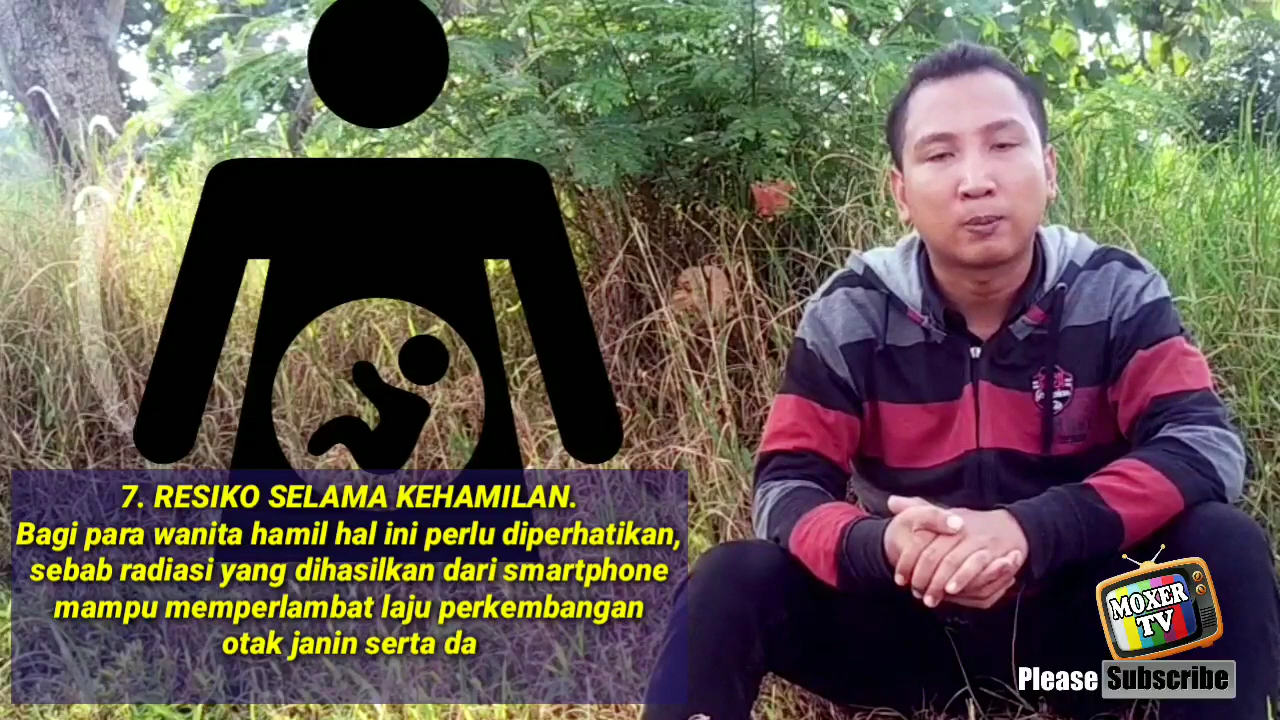 7. RESIKO SELAMA KEHAMILAN.
Bagi para wanita hamil hal ini perlu diperhatikan,
sebab radiasi yang dihasilkan dari smartphone
mampu memperlambat laju perkembangan
otak janin serta da
MOXER
TV
Please Subscribe